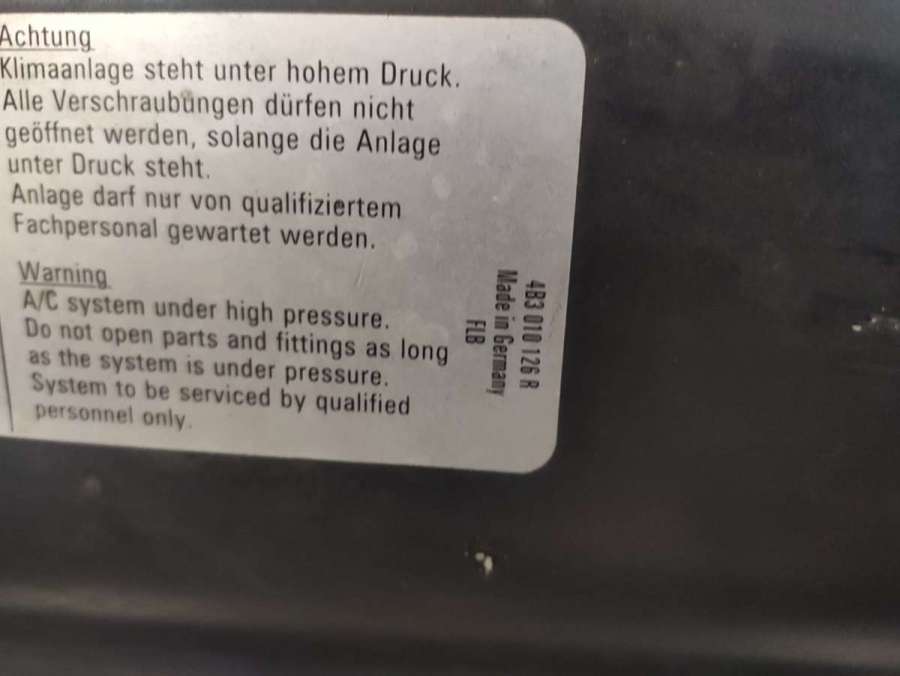 Achtung
Klimaanlage steht unter hohem Druck.
Alle Verschraubungen dürfen nicht
geöffnet werden, solange die Anlage
unter Druck steht.
Anlage darf nur von qualifiziertem
Fachpersonal gewartet werden.
Warning
A/C system under high pressure.
Do not open parts and fittings as long
as the system is under pressure.
System to be serviced by qualified
personnel only.
4B3 010 126 R
Made in Germany
FLB